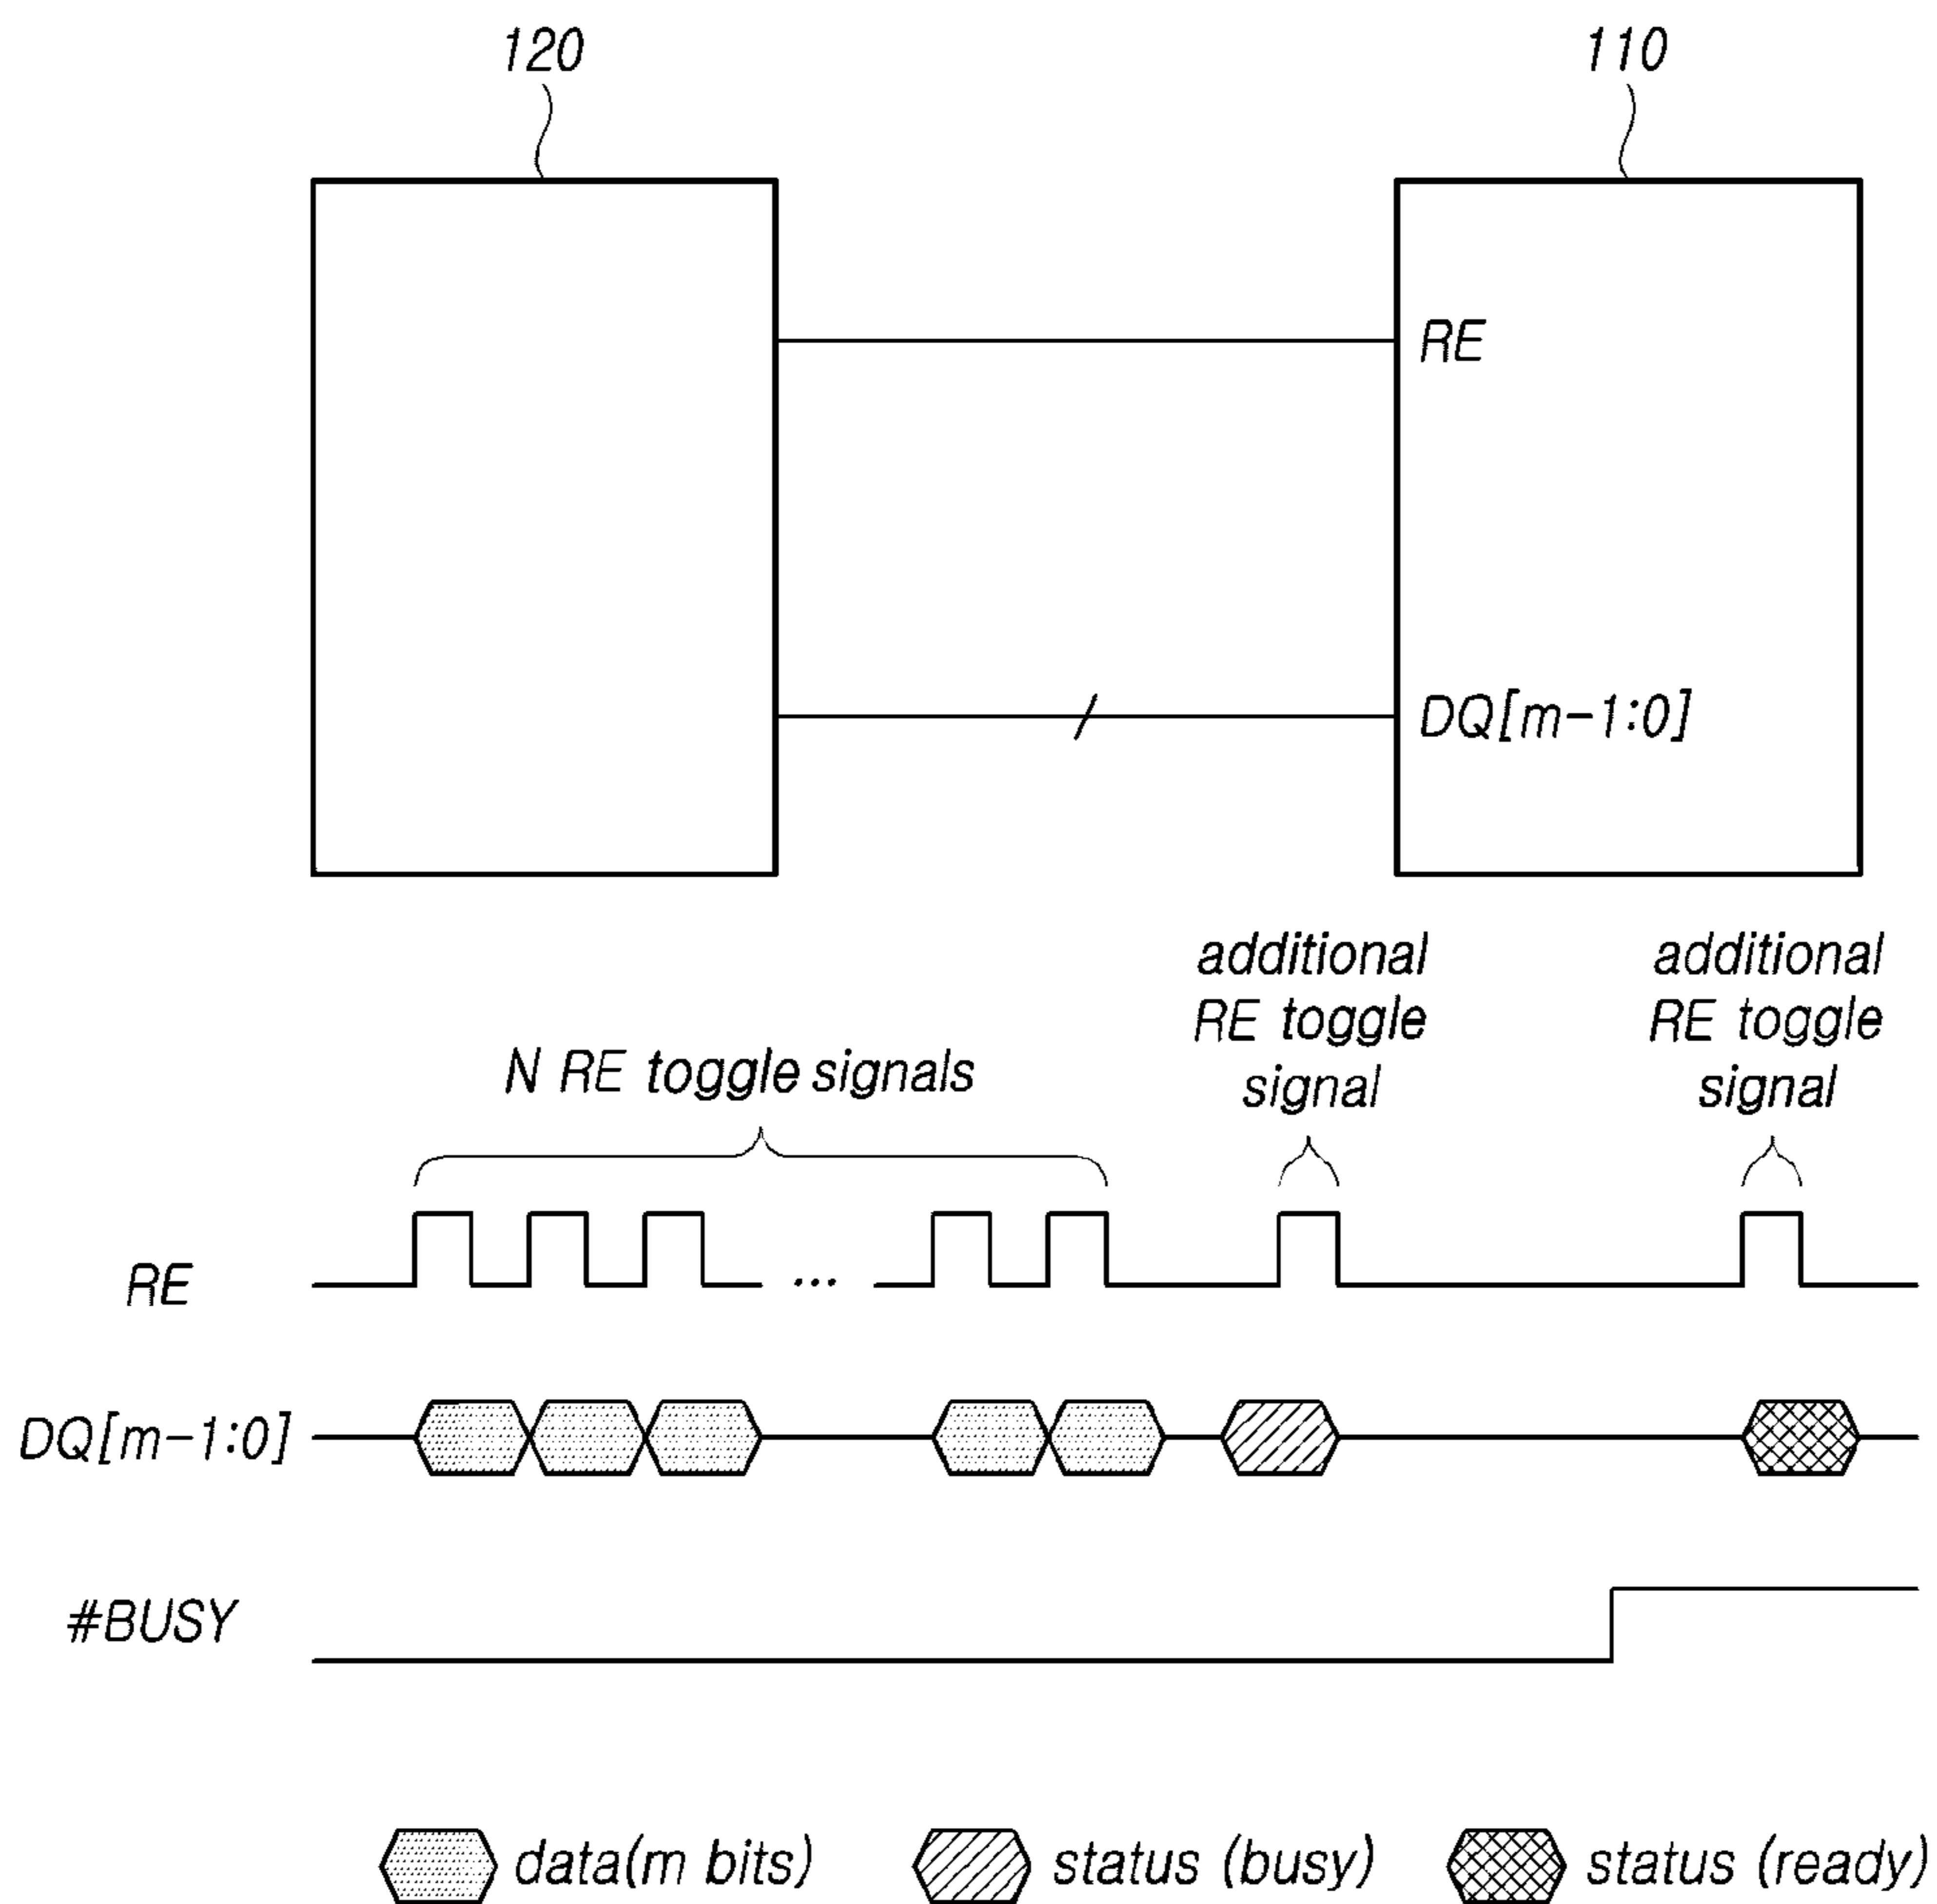 120
110
RE
DQ[m-1:0]
additional
RE toggle
signal
additional
RE toggle
signal
N RE toggle signals
RE
...
DQ[m-1:0]
#BUSY
data(m bits)
status (busy)
status (ready)